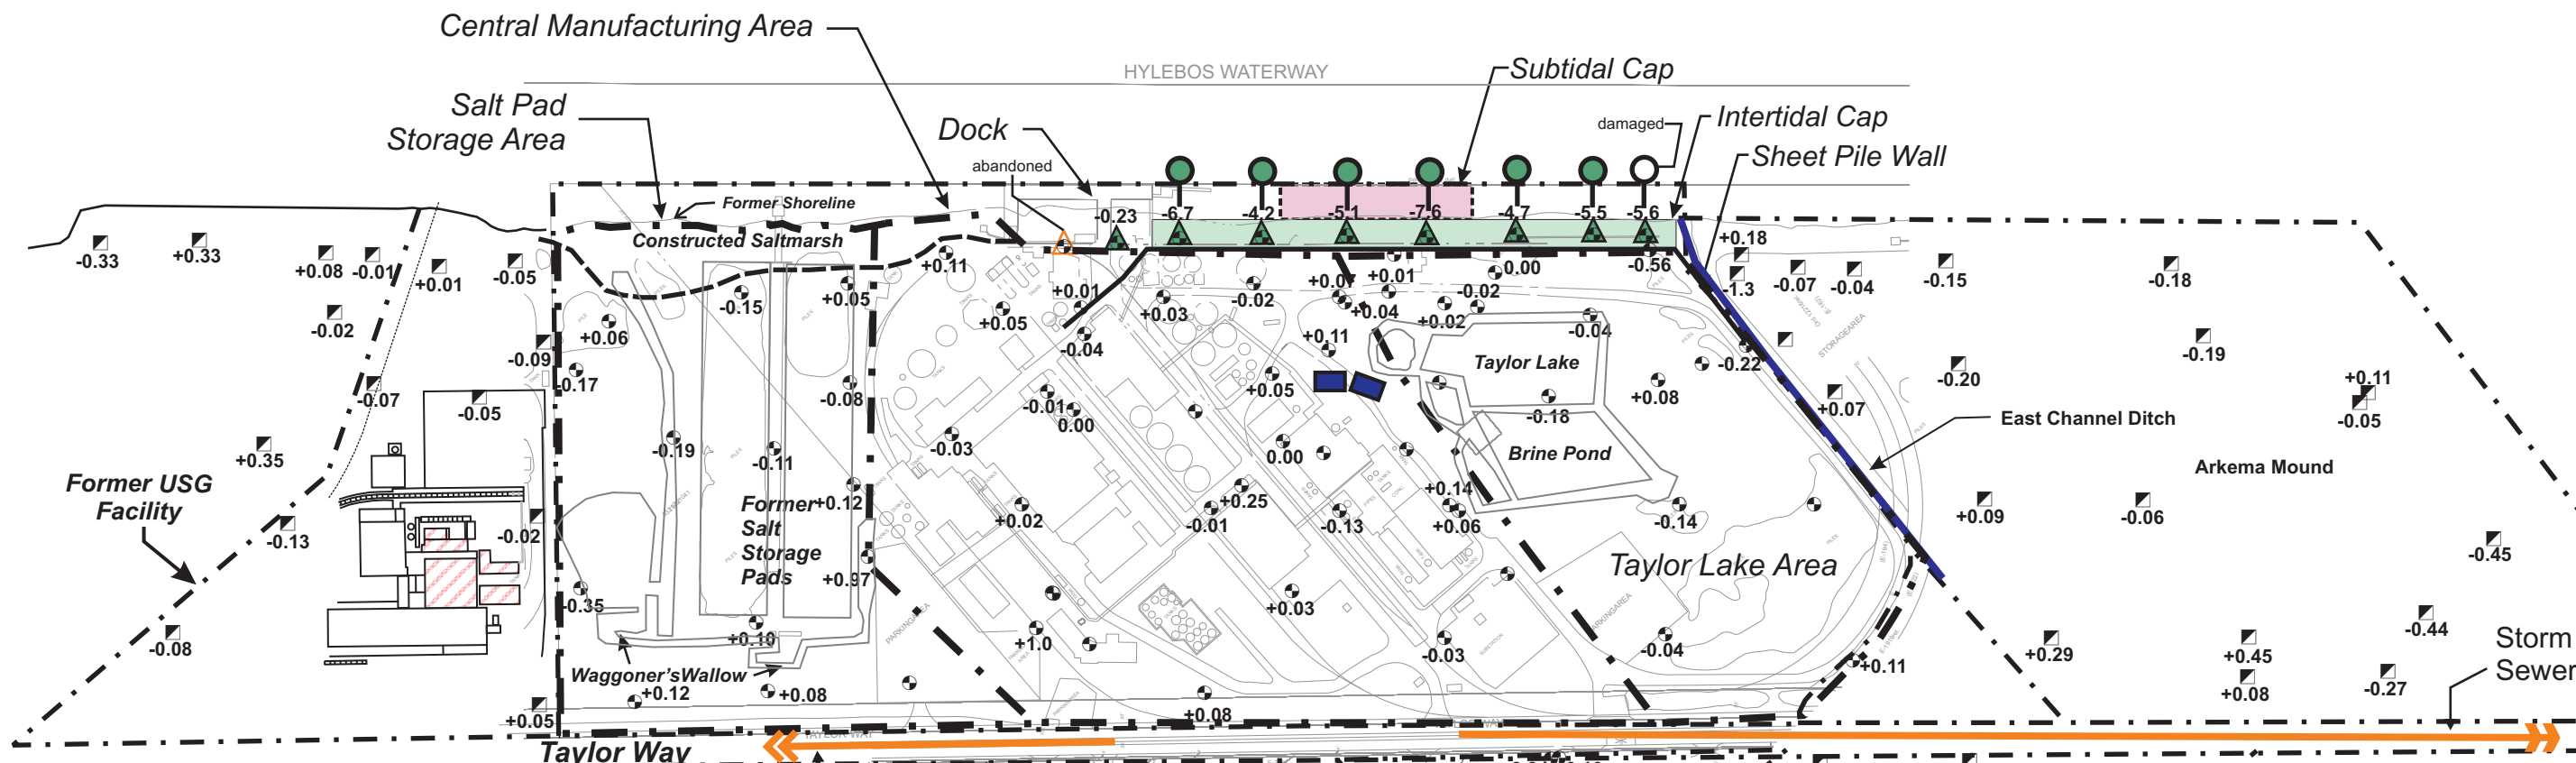 Central Manufacturing Area
HYLEBOS WATERWAY
Subtidal Cap
Salt Pad
Storage Area
Dock
damaged
Intertidal Cap
abandoned
Sheet Pile Wall
Former Shoreline
Constructed Saltmarsh
-0.23
-6.7
-4.2
-5.1
-7.6
-4.7
-5.5
-5.6
-0.33
+0.33
+0.08
-0.01
+0.01
-0.05
+0.11
+0.01
0.00
-0.56
+0.18
-1.3
-0.07
-0.04
-0.15
-0.18
-0.02
+0.06
-0.15
+0.05
+0.05
+0.01
+0.03
-0.02
+0.07
+0.04
+0.02
-0.02
-0.04
STORAGEAREA
-0.09
-0.17
-0.04
+0.11
Taylor Lake
-0.22
-0.19
-0.20
-0.07
-0.05
-0.08
-0.01
0.00
+0.05
-0.18
+0.08
+0.07
+0.11
-0.05
East Channel Ditch
+0.35
-0.19
-0.11
-0.03
0.00
Brine Pond
Arkema Mound
Former USG
Facility
Former
Salt
Storage
Pads
+0.12
+0.02
+0.25
-0.01
-0.13
+0.14
+0.06
-0.14
+0.09
-0.06
-0.13
-0.02
-0.45
+0.97
Taylor Lake Area
-0.35
+0.03
PARKINGAREA
PARKINGAREA
-0.08
+0.10
+1.0
-0.03
-0.04
+0.11
+0.29
+0.45
-0.44
Storm
Sewer
Waggoner'sWallow
+0.12
+0.08
+0.08
-0.27
+0.05
+0.08
Taylor Way
TAYLOR WAY